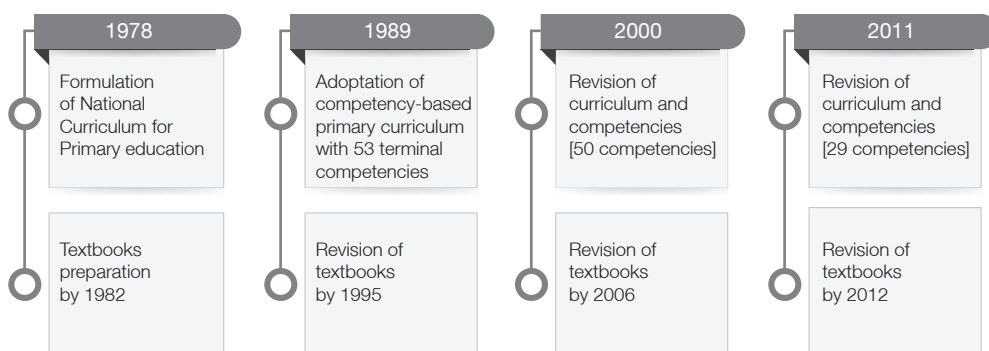 1978
Formulation
of National
Curriculum for
Primary education
Textbooks
preparation
by 1982
1989
Adoptation of
competency-based
primary curriculum
with 53 terminal
competencies
Revision of
textbooks
by 1995
2000
Revision of
curriculum and
competencies
[50 competencies]
Revision of
textbooks
by 2006
2011
Revision of
curriculum and
competencies
[29 competencies]
Revision of
textbooks
by 2012